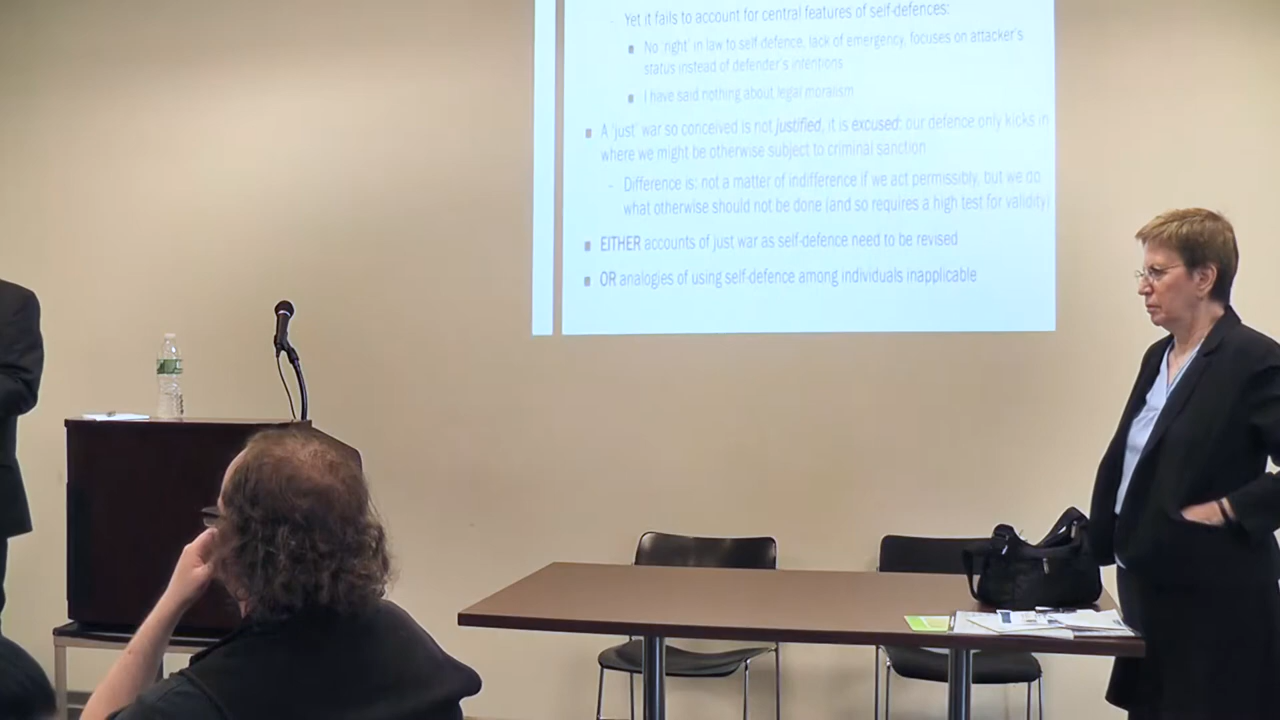 - Yet it fails to account for central features of self-defences:
■ No 'right' in law to self defence, lack of emergency, focuses on attacker's
status instead of defender's intentions
■ I have said nothing about legal moralism
■ A 'just' war so conceived is not justified, it is excused: our defence only kicks in
where we might be otherwise subject to criminal sanction
- Difference is: not a matter of indifference if we act permissibly, but we do
what otherwise should not be done (and so requires a high test for validity)
■ EITHER accounts of just war as self-defence need to be revised
■ OR analogies of using self-defence among individuals inapplicable